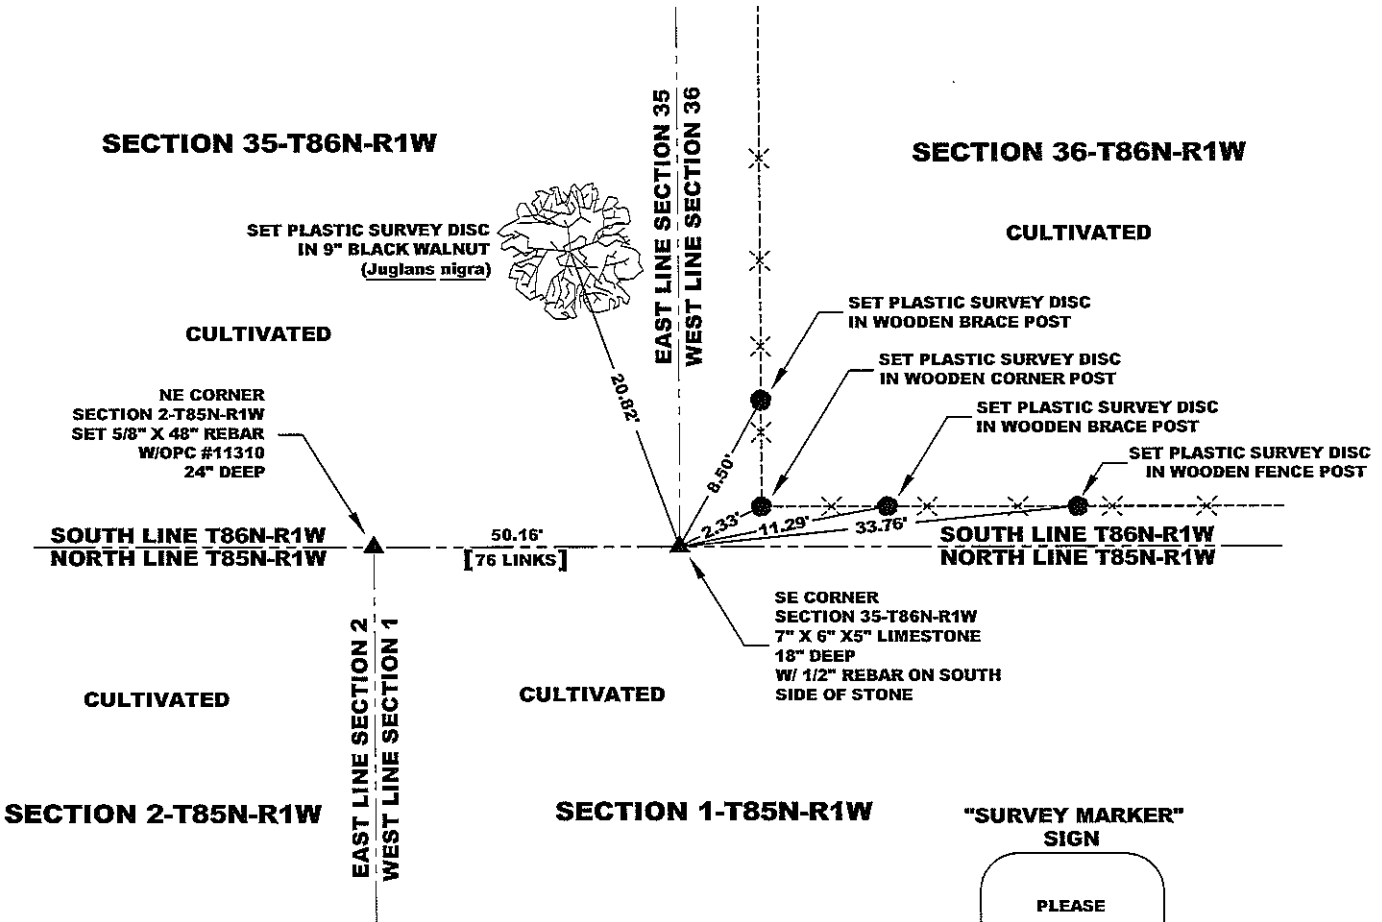 SECTION 35-T86N-R1W
SECTION 36-T86N-R1W
EAST LINE SECTION 35
WEST LINE SECTION 36
SET PLASTIC SURVEY DISC
IN 9" BLACK WALNUT
(Juglans nigra)
CULTIVATED
CULTIVATED
SET PLASTIC SURVEY DISC
IN WOODEN BRACE POST
SET PLASTIC SURVEY DISC
IN WOODEN CORNER POST
SET PLASTIC SURVEY DISC
IN WOODEN BRACE POST
SET PLASTIC SURVEY DISC
IN WOODEN FENCE POST
NE CORNER
SECTION 2-T85N-R1W
SET 5/8" X 48" REBAR
W/OPC #11310
24" DEEP
20.82'
8.50'
2.33'
11.29'
33.76'
SOUTH LINE T86N-R1W
NORTH LINE T85N-R1W
50.16'
[76 LINKS]
SOUTH LINE T86N-R1W
NORTH LINE T85N-R1W
SE CORNER
SECTION 35-T86N-R1W
7" X 6" X5" LIMESTONE
18" DEEP
W/ 1/2" REBAR ON SOUTH
SIDE OF STONE
EAST LINE SECTION 2
WEST LINE SECTION 1
CULTIVATED
CULTIVATED
SECTION 2-T85N-R1W
SECTION 1-T85N-R1W
"SURVEY MARKER"
SIGN
PLEASE